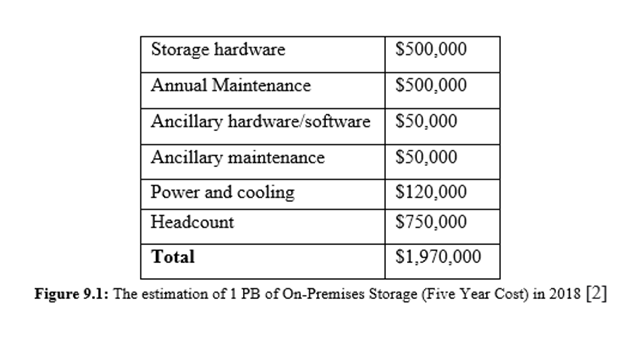 Storage hardware $500,000
Annual Maintenance $500,000
Ancillary hardware/software $50,000
Ancillary maintenance $50,000
Power and cooling $120,000
Headcount $750,000
Total $1,970,000
Figure 9.1: The estimation of 1 PB of On-Premises Storage (Five Year Cost) in 2018 [2]